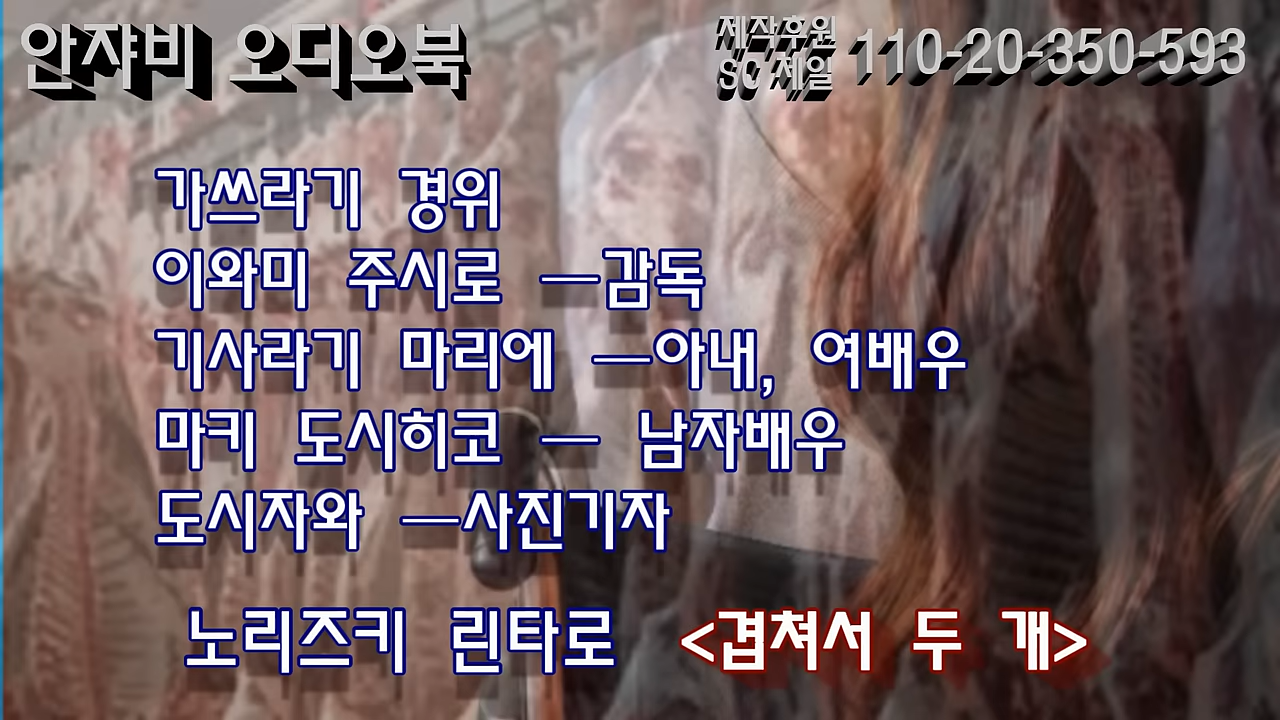 안쟈비 오디오북
제작후원
SC 제일 110-20-350-593
가쓰라기 경위
이와미 주시로 —감독
기사라기 마리에 —아내, 여배우
마키 도시히코 — 남자배우
도시자와 —사진기자
노리즈키 린타로 <겹쳐서 두 개>